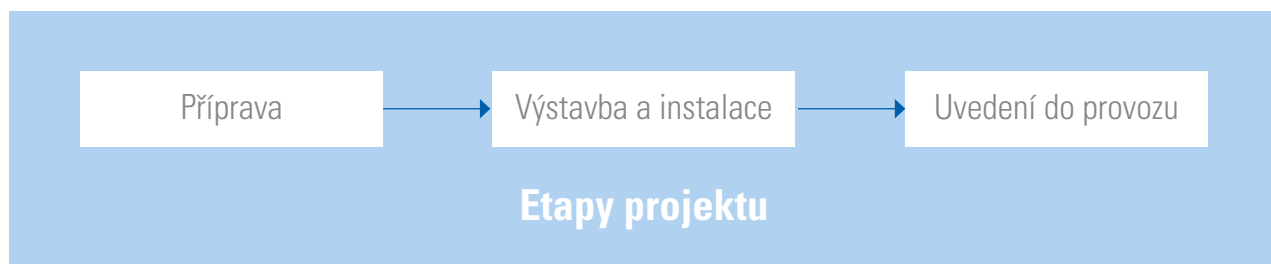 Příprava
Výstavba a instalace
Uvedení do provozu
Etapy projektu